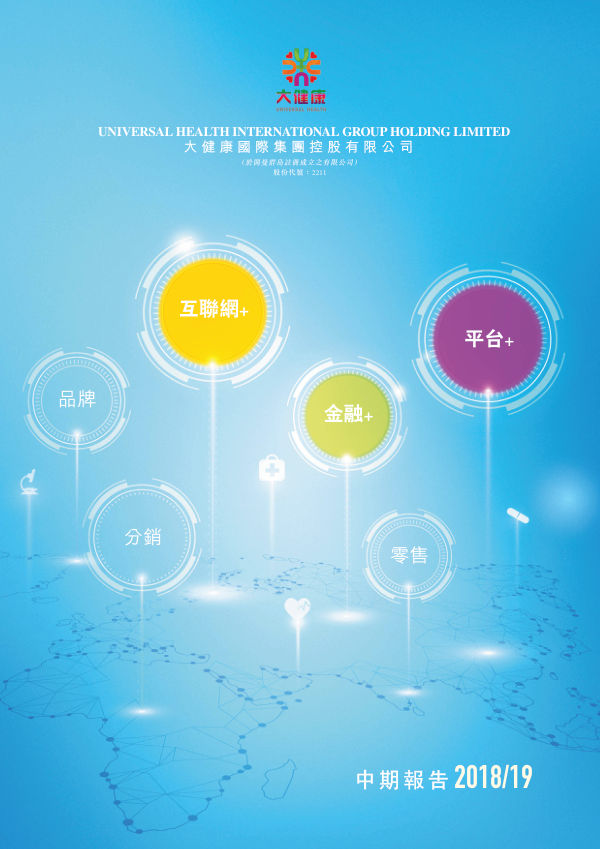 大健康
UNIVERSAL HEALTH
UNIVERSAL HEALTH INTERNATIONAL GROUP HOLDING LIMITED
大健康國際集團控股有限公司
（於開曼群島註冊成立之有限公司）
股份代號：2211
互聯網+
平台+
品牌
金融+
分銷
零售
中期報告 2018/19